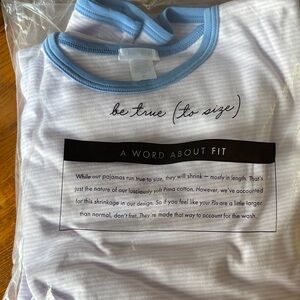 be true (to size)
A WORD ABOUT FIT
While our pajamas run true to size, they will shrink — mostly in length. That's
just the nature of our lusciously soft Pima cotton. However, we've accounted
for this shrinkage in our design. So if you feel like your PJs are a little larger
than normal, don't fret. They're made that way to account for the wash.